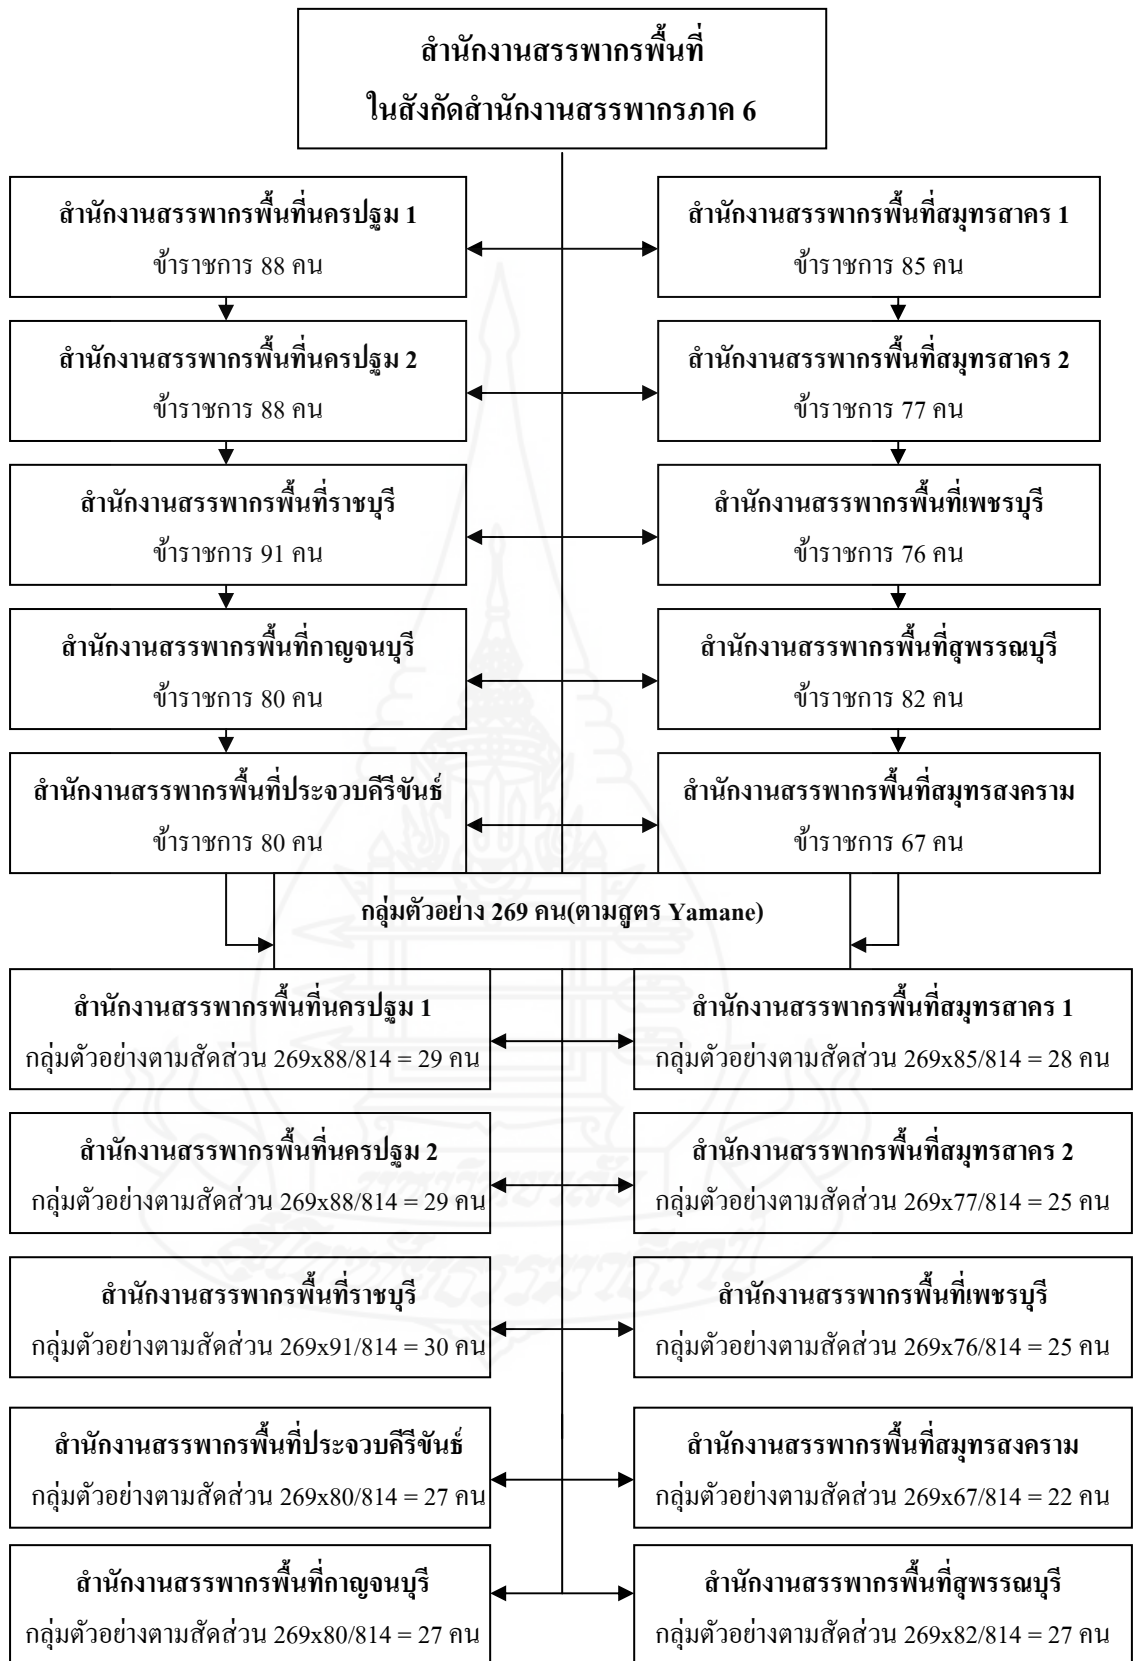 สำนักงานสรรพากรพื้นที่
ในสังกัดสำนักงานสรรพากรภาค 6
สำนักงานสรรพากรพื้นที่นครปฐม 1
ข้าราชการ 88 คน
สำนักงานสรรพากรพื้นที่สมุทรสาคร 1
ข้าราชการ 85 คน
สำนักงานสรรพากรพื้นที่นครปฐม 2
ข้าราชการ 88 คน
สำนักงานสรรพากรพื้นที่สมุทรสาคร 2
ข้าราชการ 77 คน
สำนักงานสรรพากรพื้นที่ราชบุรี
ข้าราชการ 91 คน
สำนักงานสรรพากรพื้นที่เพชรบุรี
ข้าราชการ 76 คน
สำนักงานสรรพากรพื้นที่กาญจนบุรี
ข้าราชการ 80 คน
สำนักงานสรรพากรพื้นที่สุพรรณบุรี
ข้าราชการ 82 คน
สำนักงานสรรพากรพื้นที่ประจวบคีรีขันธ์
ข้าราชการ 80 คน
สำนักงานสรรพากรพื้นที่สมุทรสงคราม
ข้าราชการ 67 คน
กลุ่มตัวอย่าง 269 คน(ตามสูตร Yamane)
สำนักงานสรรพากรพื้นที่นครปฐม 1
กลุ่มตัวอย่างตามสัดส่วน 269x88/814 = 29 คน
สำนักงานสรรพากรพื้นที่สมุทรสาคร 1
กลุ่มตัวอย่างตามสัดส่วน 269x85/814 = 28 คน
สำนักงานสรรพากรพื้นที่นครปฐม 2
กลุ่มตัวอย่างตามสัดส่วน 269x88/814 = 29 คน
สำนักงานสรรพากรพื้นที่สมุทรสาคร 2
กลุ่มตัวอย่างตามสัดส่วน 269x77/814 = 25 คน
สำนักงานสรรพากรพื้นที่ราชบุรี
กลุ่มตัวอย่างตามสัดส่วน 269x91/814 = 30 คน
สำนักงานสรรพากรพื้นที่เพชรบุรี
กลุ่มตัวอย่างตามสัดส่วน 269x76/814 = 25 คน
สำนักงานสรรพากรพื้นที่ประจวบคีรีขันธ์
กลุ่มตัวอย่างตามสัดส่วน 269x80/814 = 27 คน
สำนักงานสรรพากรพื้นที่สมุทรสงคราม
กลุ่มตัวอย่างตามสัดส่วน 269x67/814 = 22 คน
สำนักงานสรรพากรพื้นที่กาญจนบุรี
กลุ่มตัวอย่างตามสัดส่วน 269x80/814 = 27 คน
สำนักงานสรรพากรพื้นที่สุพรรณบุรี
กลุ่มตัวอย่างตามสัดส่วน 269x82/814 = 27 คน
มหาวิทยาลัย
สุโขทัยธรรมาธิราช